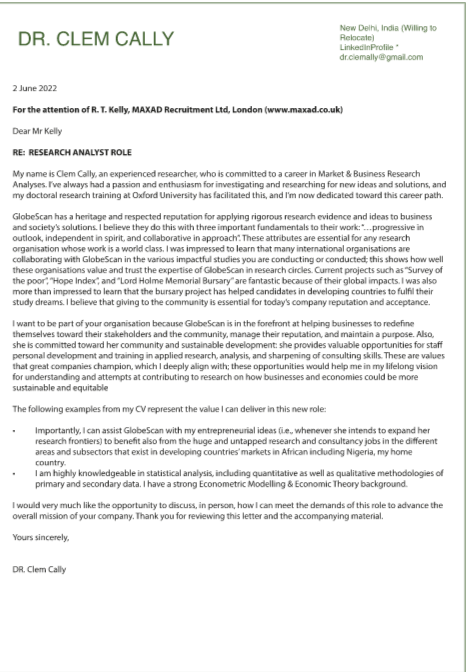 DR. CLEM CALLY
New Delhi, India (Willing to
Relocate)
LinkedInProfile *
dr.clemally@gmail.com
2 June 2022
For the attention of R. T. Kelly, MAXAD Recruitment Ltd, London (www.maxad.co.uk)
Dear Mr Kelly
RE: RESEARCH ANALYST ROLE
My name is Clem Cally, an experienced researcher, who is committed to a career in Market & Business Research
Analyses. I've always had a passion and enthusiasm for investigating and researching for new ideas and solutions, and
my doctoral research training at Oxford University has facilitated this, and I'm now dedicated toward this career path.
GlobeScan has a heritage and respected reputation for applying rigorous research evidence and ideas to business
and society's solutions. I believe they do this with three important fundamentals to their work: "…progressive in
outlook, independent in spirit, and collaborative in approach". These attributes are essential for any research
organisation whose work is a world class. I was impressed to learn that many international organisations are
collaborating with GlobeScan in the various impactful studies you are conducting or conducted; this shows how well
these organisations value and trust the expertise of GlobeScan in research circles. Current projects such as "Survey of
the poor", "Hope Index", and "Lord Holme Memorial Bursary" are fantastic because of their global impacts. I was also
more than impressed to learn that the bursary project has helped candidates in developing countries to fulfil their
study dreams. I believe that giving to the community is essential for today's company reputation and acceptance.
I want to be part of your organisation because GlobeScan is in the forefront at helping businesses to redefine
themselves toward their stakeholders and the community, manage their reputation, and maintain a purpose. Also,
she is committed toward her community and sustainable development: she provides valuable opportunities for staff
personal development and training in applied research, analysis, and sharpening of consulting skills. These are values
that great companies champion, which I deeply align with; these opportunities would help me in my lifelong vision
for understanding and attempts at contributing to research on how businesses and economies could be more
sustainable and equitable
The following examples from my CV represent the value I can deliver in this new role:
• Importantly, I can assist GlobeScan with my entrepreneurial ideas (i.e., whenever she intends to expand her
research frontiers) to benefit also from the huge and untapped research and consultancy jobs in the different
areas and subsectors that exist in developing countries' markets in African including Nigeria, my home
country.
• I am highly knowledgeable in statistical analysis, including quantitative as well as qualitative methodologies of
primary and secondary data. I have a strong Econometric Modelling & Economic Theory background.
I would very much like the opportunity to discuss, in person, how I can meet the demands of this role to advance the
overall mission of your company. Thank you for reviewing this letter and the accompanying material.
Yours sincerely,
DR. Clem Cally